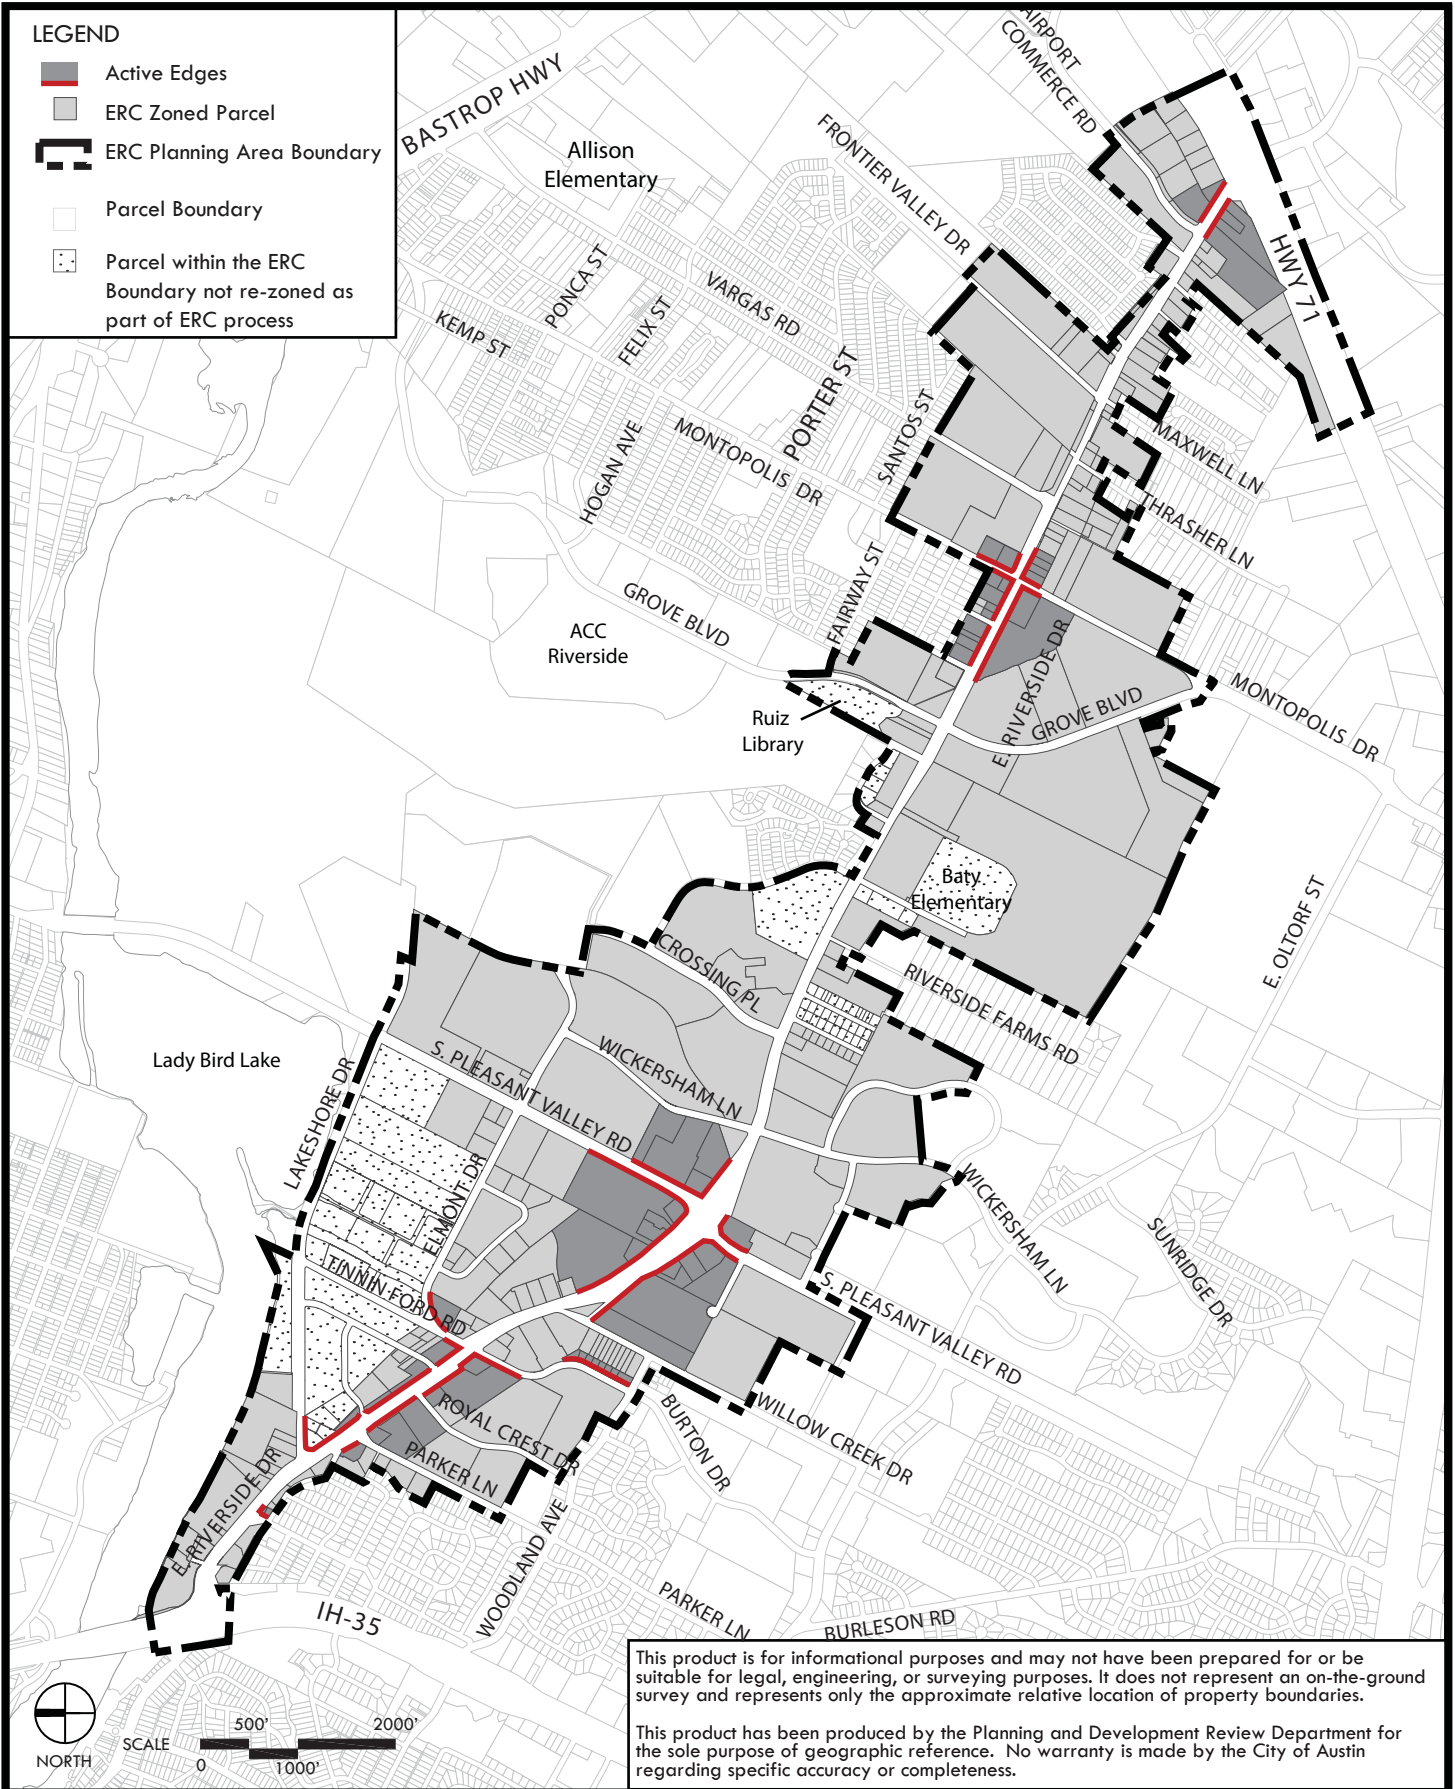 LEGEND
Active Edges
ERC Zoned Parcel
ERC Planning Area Boundary
Parcel Boundary
Parcel within the ERC
Boundary not re-zoned as
part of ERC process
AIRPORT
COMMERCE RD
BASTROP HWY
Allison
Elementary
FRONTIER VALLEY DR
HWY 71
PONCA ST
VARGAS RD
KEMP ST
FELIX ST
PORTER ST
SANTOS ST
MONTOPOLIS DR
HOGAN AVE
MAXWELL LN
THRASHER LN
FAIRWAY ST
GROVE BLVD
ACC
Riverside
E. RIVERSIDE DR
GROVE BLVD
MONTOPOLIS DR
Ruiz
Library
Baty
Elementary
E. OLTORF ST
CROSSING PL
RIVERSIDE FARMS RD
Lady Bird Lake
LAKESHORE DR
S. PLEASANT VALLEY RD
WICKERSHAM LN
ELMONT DR
WICKERSHAM LN
SUNRIDGE DR
TINNIN FORD RD
S. PLEASANT VALLEY RD
ROYAL CREST DR
PARKER LN
BURTON DR
WILLOW CREEK DR
E. RIVERSIDE DR
WOODLAND AVE
IH-35
PARKER LN
BURLESON RD
This product is for informational purposes and may not have been prepared for or be
suitable for legal, engineering, or surveying purposes. It does not represent an on-the-ground
survey and represents only the approximate relative location of property boundaries.
This product has been produced by the Planning and Development Review Department for
the sole purpose of geographic reference. No warranty is made by the City of Austin
regarding specific accuracy or completeness.
NORTH
SCALE
500'
2000'
0
1000'